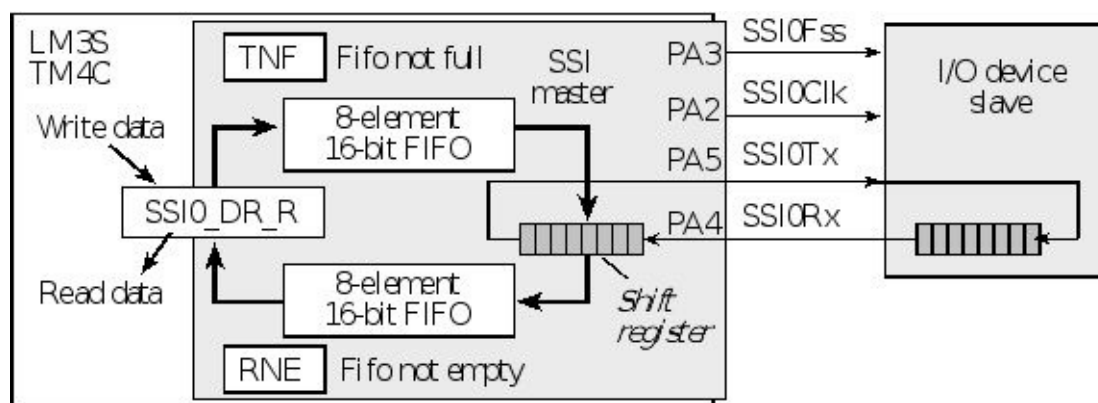 LM3S
TM4C
TNF
Fifo not full
SSI
master
PA3
SSI0Fss
I/O device
slave
Write data
8-element
16-bit FIFO
PA2
SSI0Clk
PA5
SSI0Tx
SSI0_DR_R
PA4
SSI0Rx
Read data
8-element
16-bit FIFO
Shift
register
RNE
Fifo not empty